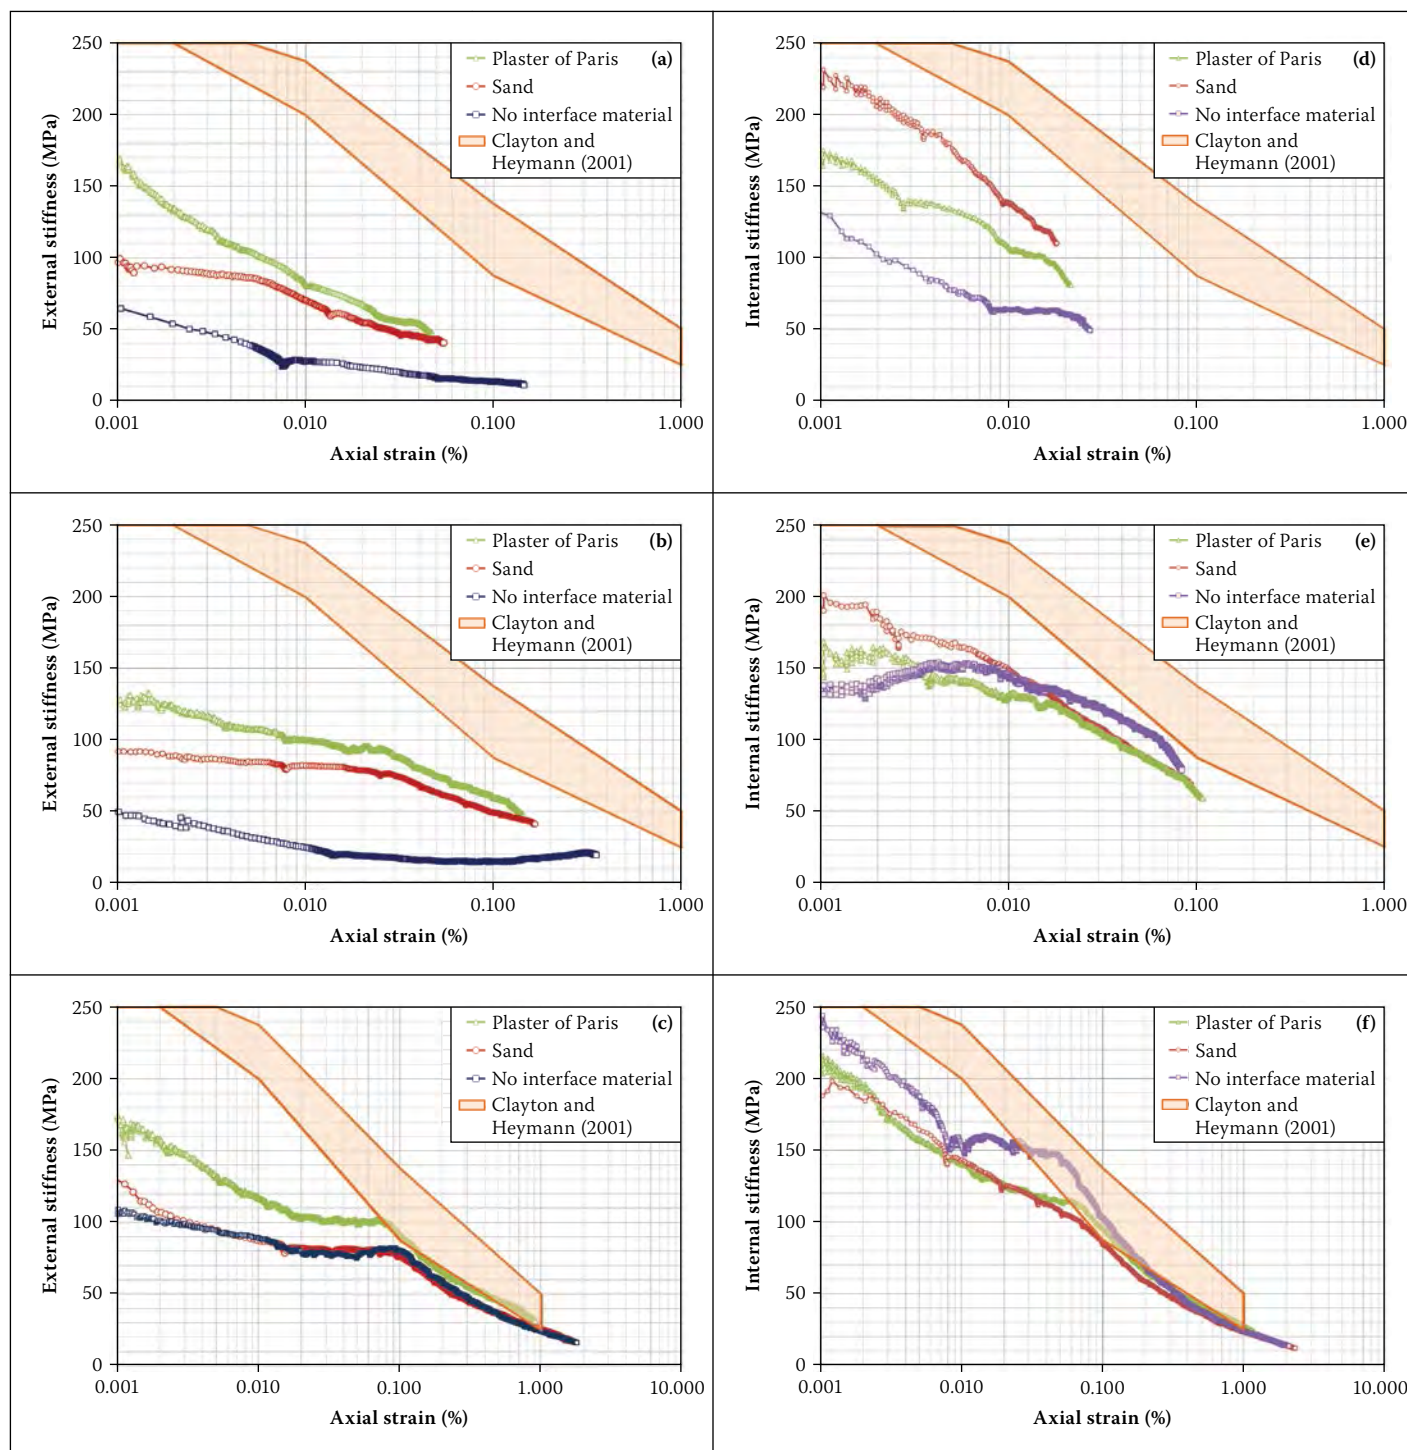 250
200
150
100
50
0
External stiffness (MPa)
0.001 0.010 0.100 1.000
Axial strain (%)
Plaster of Paris (a)
Sand
No interface material
Clayton and
Heymann (2001)
250
200
150
100
50
0
Internal stiffness (MPa)
0.001 0.010 0.100 1.000
Axial strain (%)
Plaster of Paris (d)
Sand
No interface material
Clayton and
Heymann (2001)
250
200
150
100
50
0
External stiffness (MPa)
0.001 0.010 0.100 1.000
Axial strain (%)
Plaster of Paris (b)
Sand
No interface material
Clayton and
Heymann (2001)
250
200
150
100
50
0
Internal stiffness (MPa)
0.001 0.010 0.100 1.000
Axial strain (%)
Plaster of Paris (e)
Sand
No interface material
Clayton and
Heymann (2001)
250
200
150
100
50
0
External stiffness (MPa)
0.001 0.010 0.100 1.000 10.000
Axial strain (%)
Plaster of Paris (c)
Sand
No interface material
Clayton and
Heymann (2001)
250
200
150
100
50
0
Internal stiffness (MPa)
0.001 0.010 0.100 1.000 10.000
Axial strain (%)
Plaster of Paris (f)
Sand
No interface material
Clayton and
Heymann (2001)